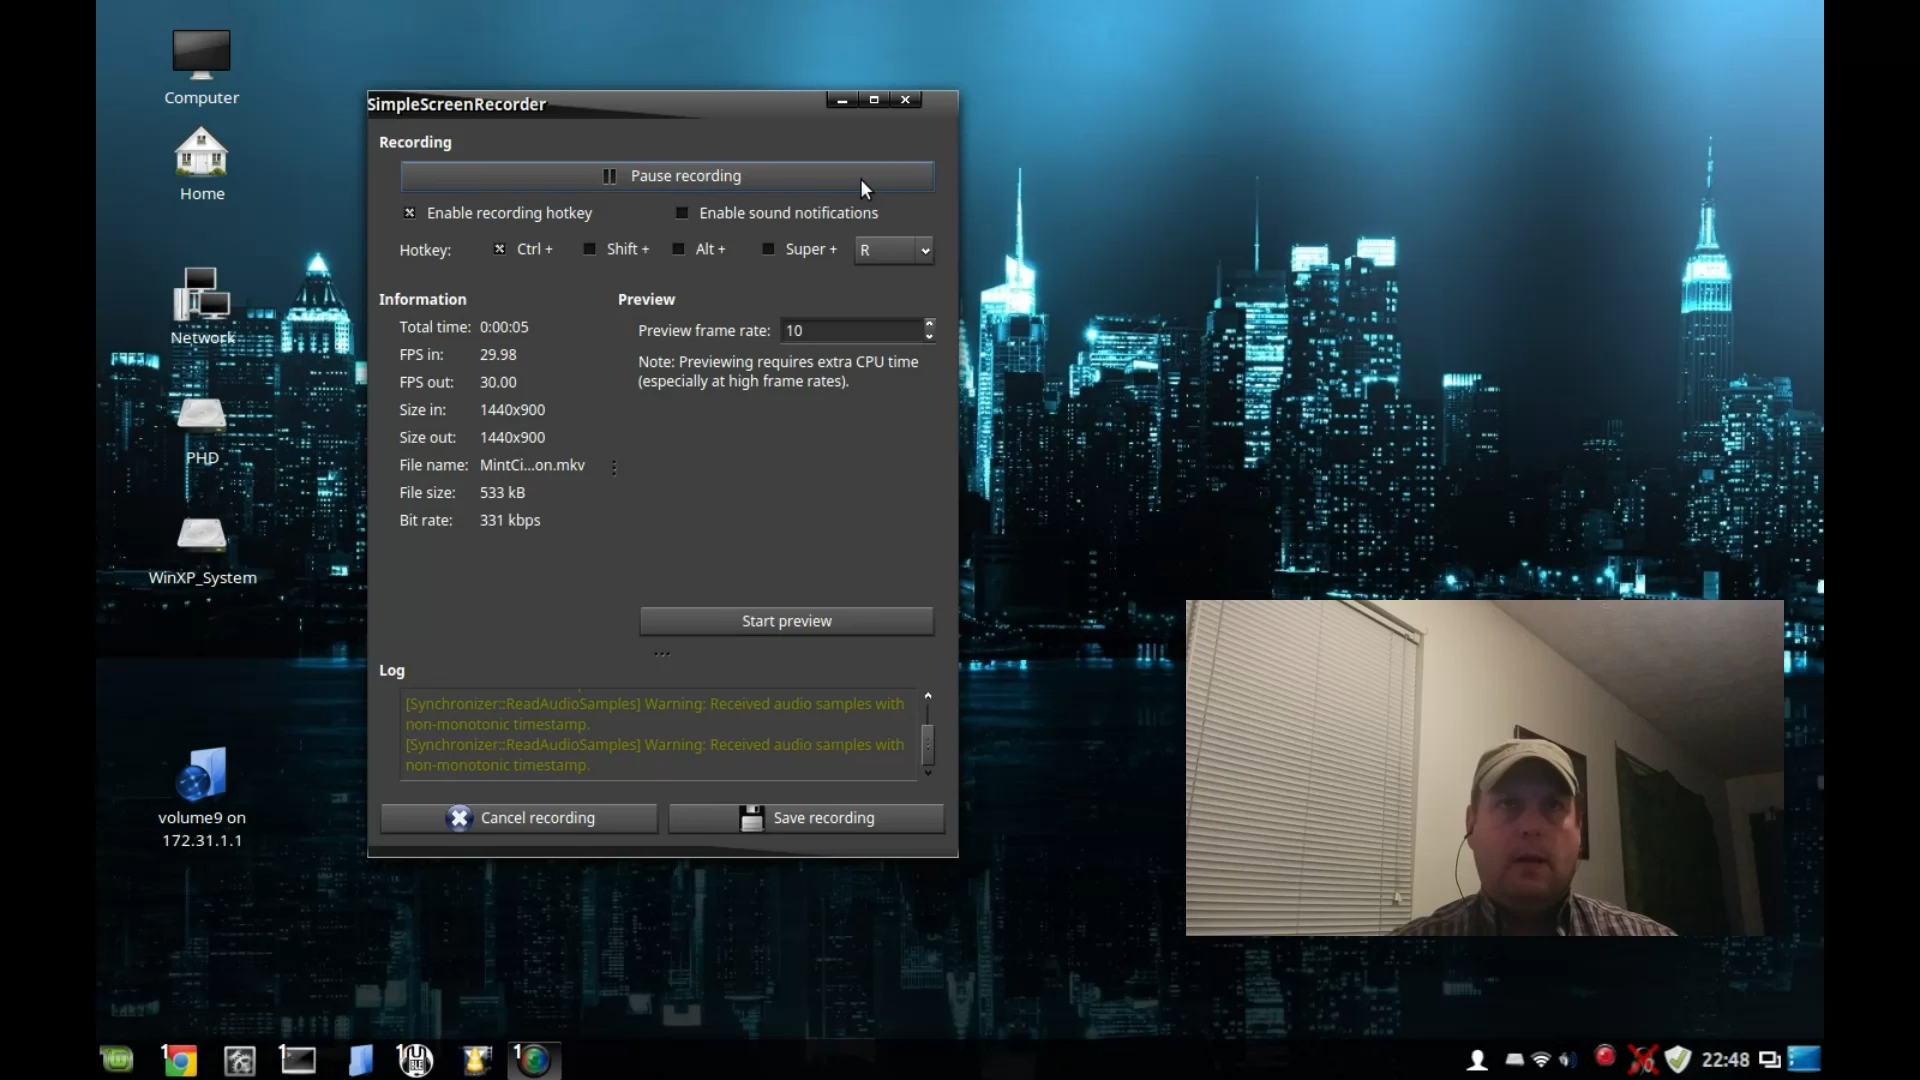 Computer
Home
Network
PHD
WinXP_System
volume9 on
172.31.1.1
SimpleScreenRecorder
Recording
Pause recording
Enable recording hotkey
Enable sound notifications
Hotkey: Ctrl + Shift + Alt + Super + R
Information
Total time: 0:00:05
FPS in: 29.98
FPS out: 30.00
Size in: 1440x900
Size out: 1440x900
File name: MintCi...on.mkv
File size: 533 kB
Bit rate: 331 kbps
Preview
Preview frame rate: 10
Note: Previewing requires extra CPU time
(especially at high frame rates).
Start preview
Log
[Synchronizer::ReadAudioSamples] Warning: Received audio samples with
non-monotonic timestamp.
[Synchronizer::ReadAudioSamples] Warning: Received audio samples with
non-monotonic timestamp.
Cancel recording
Save recording
1
1
1
1
22:48